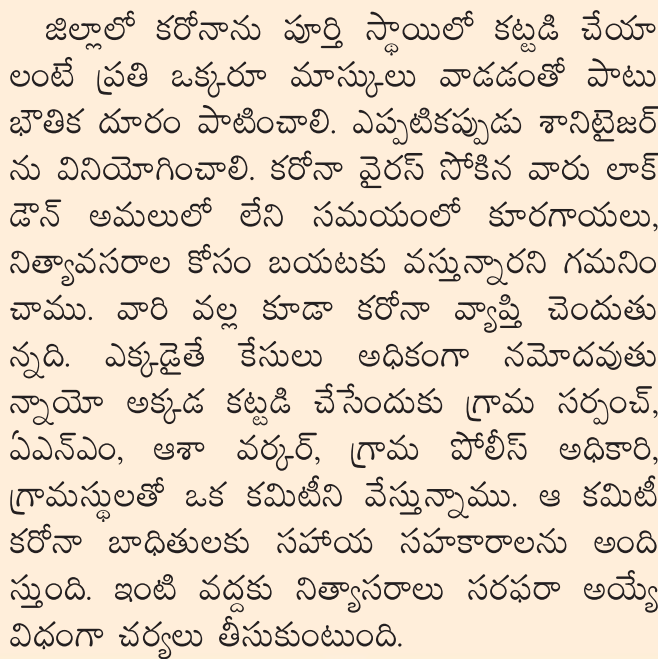 జిల్లాలో కరోనాను పూర్తి స్థాయిలో కట్టడి చేయా
లంటే ప్రతి ఒక్కరూ మాస్కులు వాడడంతో పాటు
భౌతిక దూరం పాటించాలి. ఎప్పటికప్పుడు శానిటైజర్
ను వినియోగించాలి. కరోనా వైరస్ సోకిన వారు లాక్
డౌన్ అమలులో లేని సమయంలో కూరగాయలు,
నిత్యావసరాల కోసం బయటకు వస్తున్నారని గమనిం
చాము. వారి వల్ల కూడా కరోనా వ్యాప్తి చెందుతు
న్నది. ఎక్కడైతే కేసులు అధికంగా నమోదవుతు
న్నాయో అక్కడ కట్టడి చేసేందుకు గ్రామ సర్పంచ్,
ఏఎన్ఎం, ఆశా వర్కర్, గ్రామ పోలీస్ అధికారి,
గ్రామస్థులతో ఒక కమిటీని వేస్తున్నాము. ఆ కమిటీ
కరోనా బాధితులకు సహాయ సహకారాలను అంది
స్తుంది. ఇంటి వద్దకు నిత్యాసరాలు సరఫరా అయ్యే
విధంగా చర్యలు తీసుకుంటుంది.